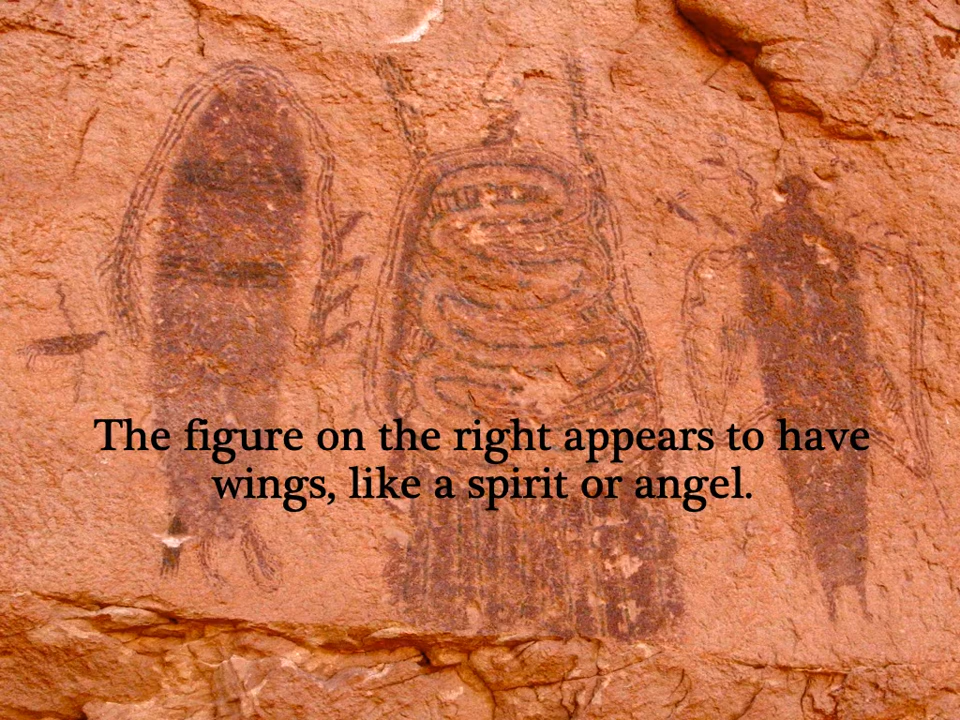 The figure on the right appears to have
wings, like a spirit or angel.